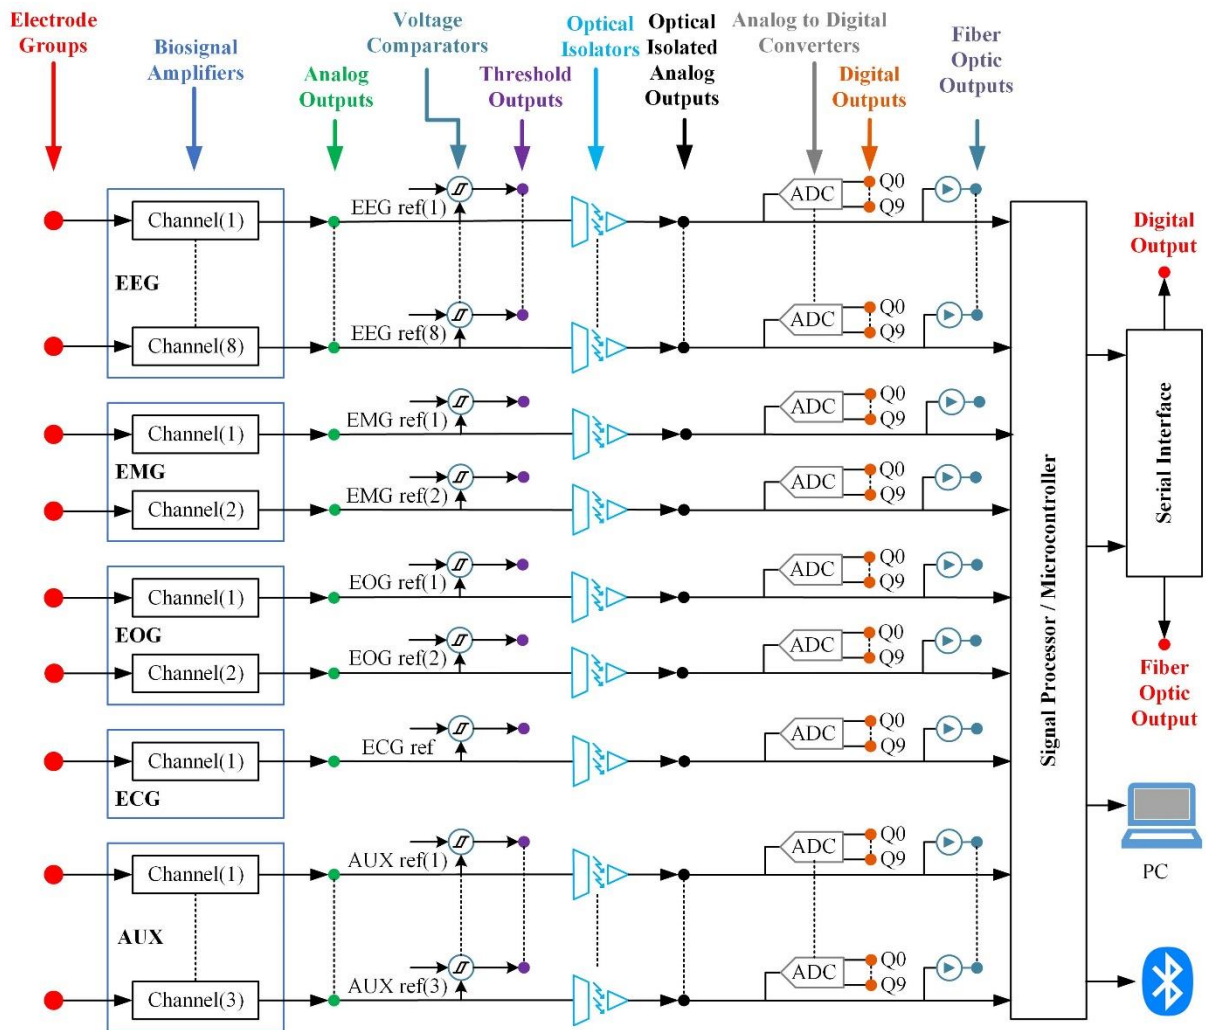 Electrode
Groups
Biosignal
Amplifiers
Analog
Outputs
Voltage
Comparators
Threshold
Outputs
Optical
Isolators
Optical
Isolated
Analog
Outputs
Analog to Digital
Converters
Digital
Outputs
Fiber
Optic
Outputs
Channel(1)
EEG ref(1)
ADC
Q0
Q9
EEG
Channel(8)
EEG ref(8)
ADC
Q0
Q9
Channel(1)
EMG ref(1)
ADC
Q0
Q9
EMG
Channel(2)
EMG ref(2)
ADC
Q0
Q9
Channel(1)
EOG ref(1)
ADC
Q0
Q9
EOG
Channel(2)
EOG ref(2)
ADC
Q0
Q9
Channel(1)
ECG ref
ADC
Q0
Q9
ECG
Channel(1)
AUX ref(1)
ADC
Q0
Q9
AUX
Channel(3)
AUX ref(3)
ADC
Q0
Q9
Signal Processor / Microcontroller
Digital
Output
Serial Interface
Fiber
Optic
Output
PC